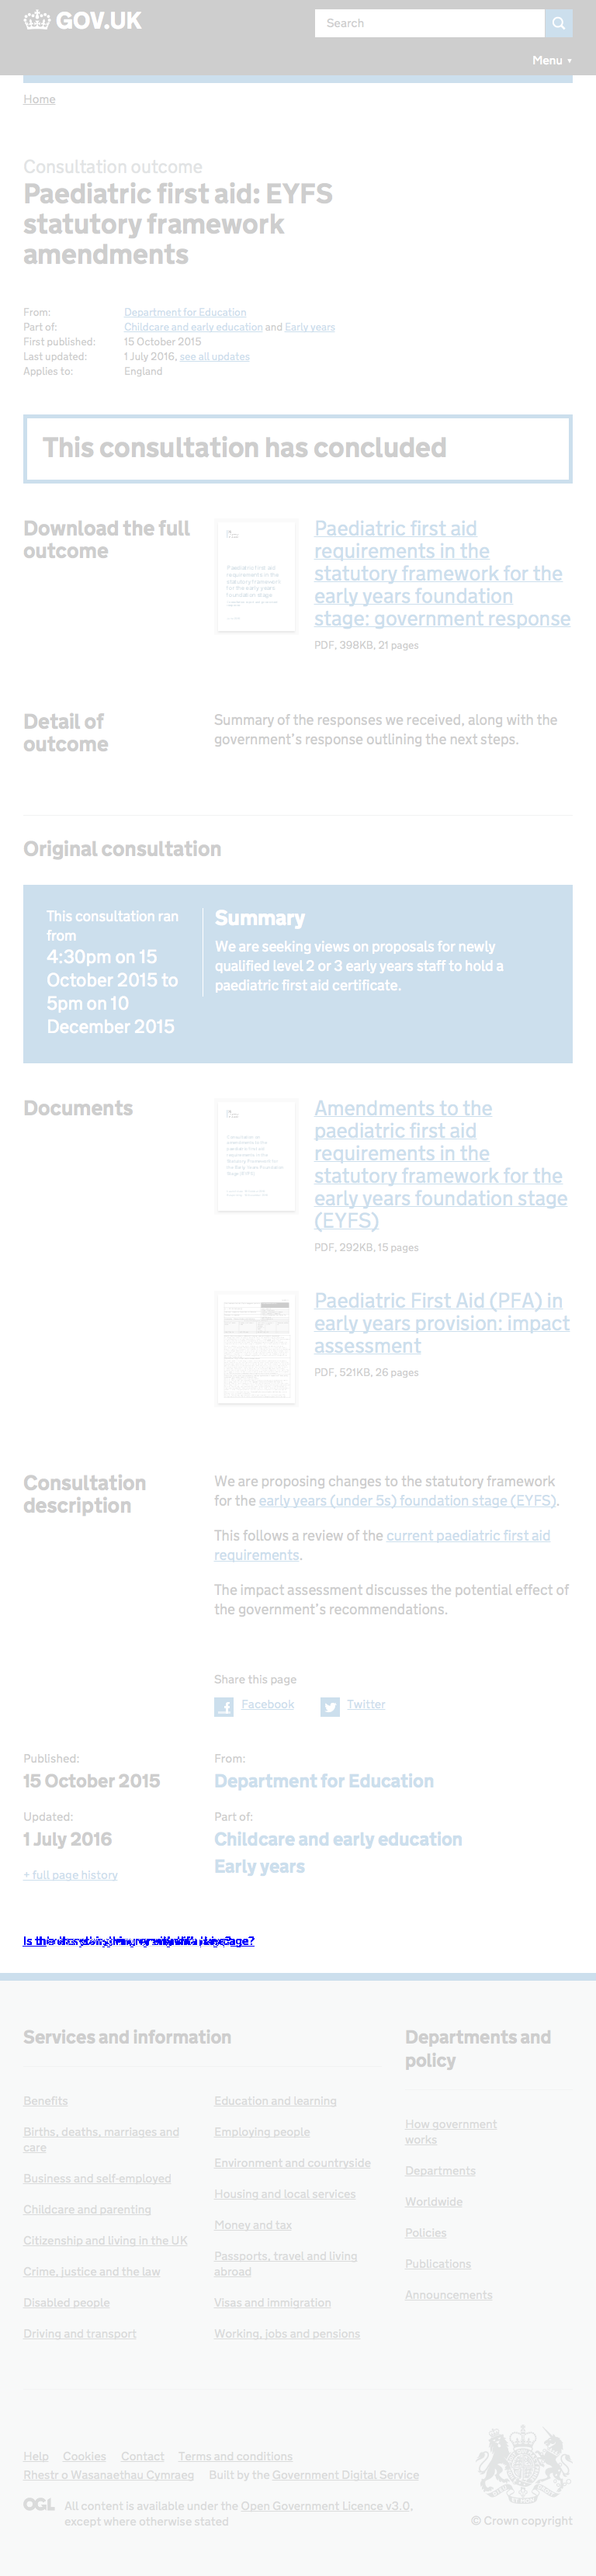 GOV.UK
Search
Menu ▼
Home
Consultation outcome
Paediatric first aid: EYFS
statutory framework
amendments
From: Department for Education
Part of: Childcare and early education and Early years
First published: 15 October 2015
Last updated: 1 July 2016, see all updates
Applies to: England
This consultation has concluded
Download the full
outcome
Paediatric first aid
requirements in the
statutory framework for the
early years foundation
stage
Paediatric first aid
requirements in the
statutory framework for the
early years foundation
stage: government response
PDF, 398KB, 21 pages
Detail of
outcome
Summary of the responses we received, along with the
government’s response outlining the next steps.
Original consultation
This consultation ran
from
4:30pm on 15
October 2015 to
5pm on 10
December 2015
Summary
We are seeking views on proposals for newly
qualified level 2 or 3 early years staff to hold a
paediatric first aid certificate.
Documents
Amendments to the
paediatric first aid
requirements in the
statutory framework for the
early years foundation stage
(EYFS)
PDF, 292KB, 15 pages
Paediatric First Aid (PFA) in
early years provision: impact
assessment
PDF, 521KB, 26 pages
Consultation
description
We are proposing changes to the statutory framework
for the early years (under 5s) foundation stage (EYFS).
This follows a review of the current paediatric first aid
requirements.
The impact assessment discusses the potential effect of
the government’s recommendations.
Share this page
Facebook Twitter
Published:
15 October 2015
Updated:
1 July 2016
+ full page history
From:
Department for Education
Part of:
Childcare and early education
Early years
Services and information
Benefits
Births, deaths, marriages and
care
Business and self-employed
Childcare and parenting
Citizenship and living in the UK
Crime, justice and the law
Disabled people
Driving and transport
Education and learning
Employing people
Environment and countryside
Housing and local services
Money and tax
Passports, travel and living
abroad
Visas and immigration
Working, jobs and pensions
Departments and
policy
How government
works
Departments
Worldwide
Policies
Publications
Announcements
Help Cookies Contact Terms and conditions
Rhestr o Wasanaethau Cymraeg Built by the Government Digital Service
OGL All content is available under the Open Government Licence v3.0,
except where otherwise stated
© Crown copyright